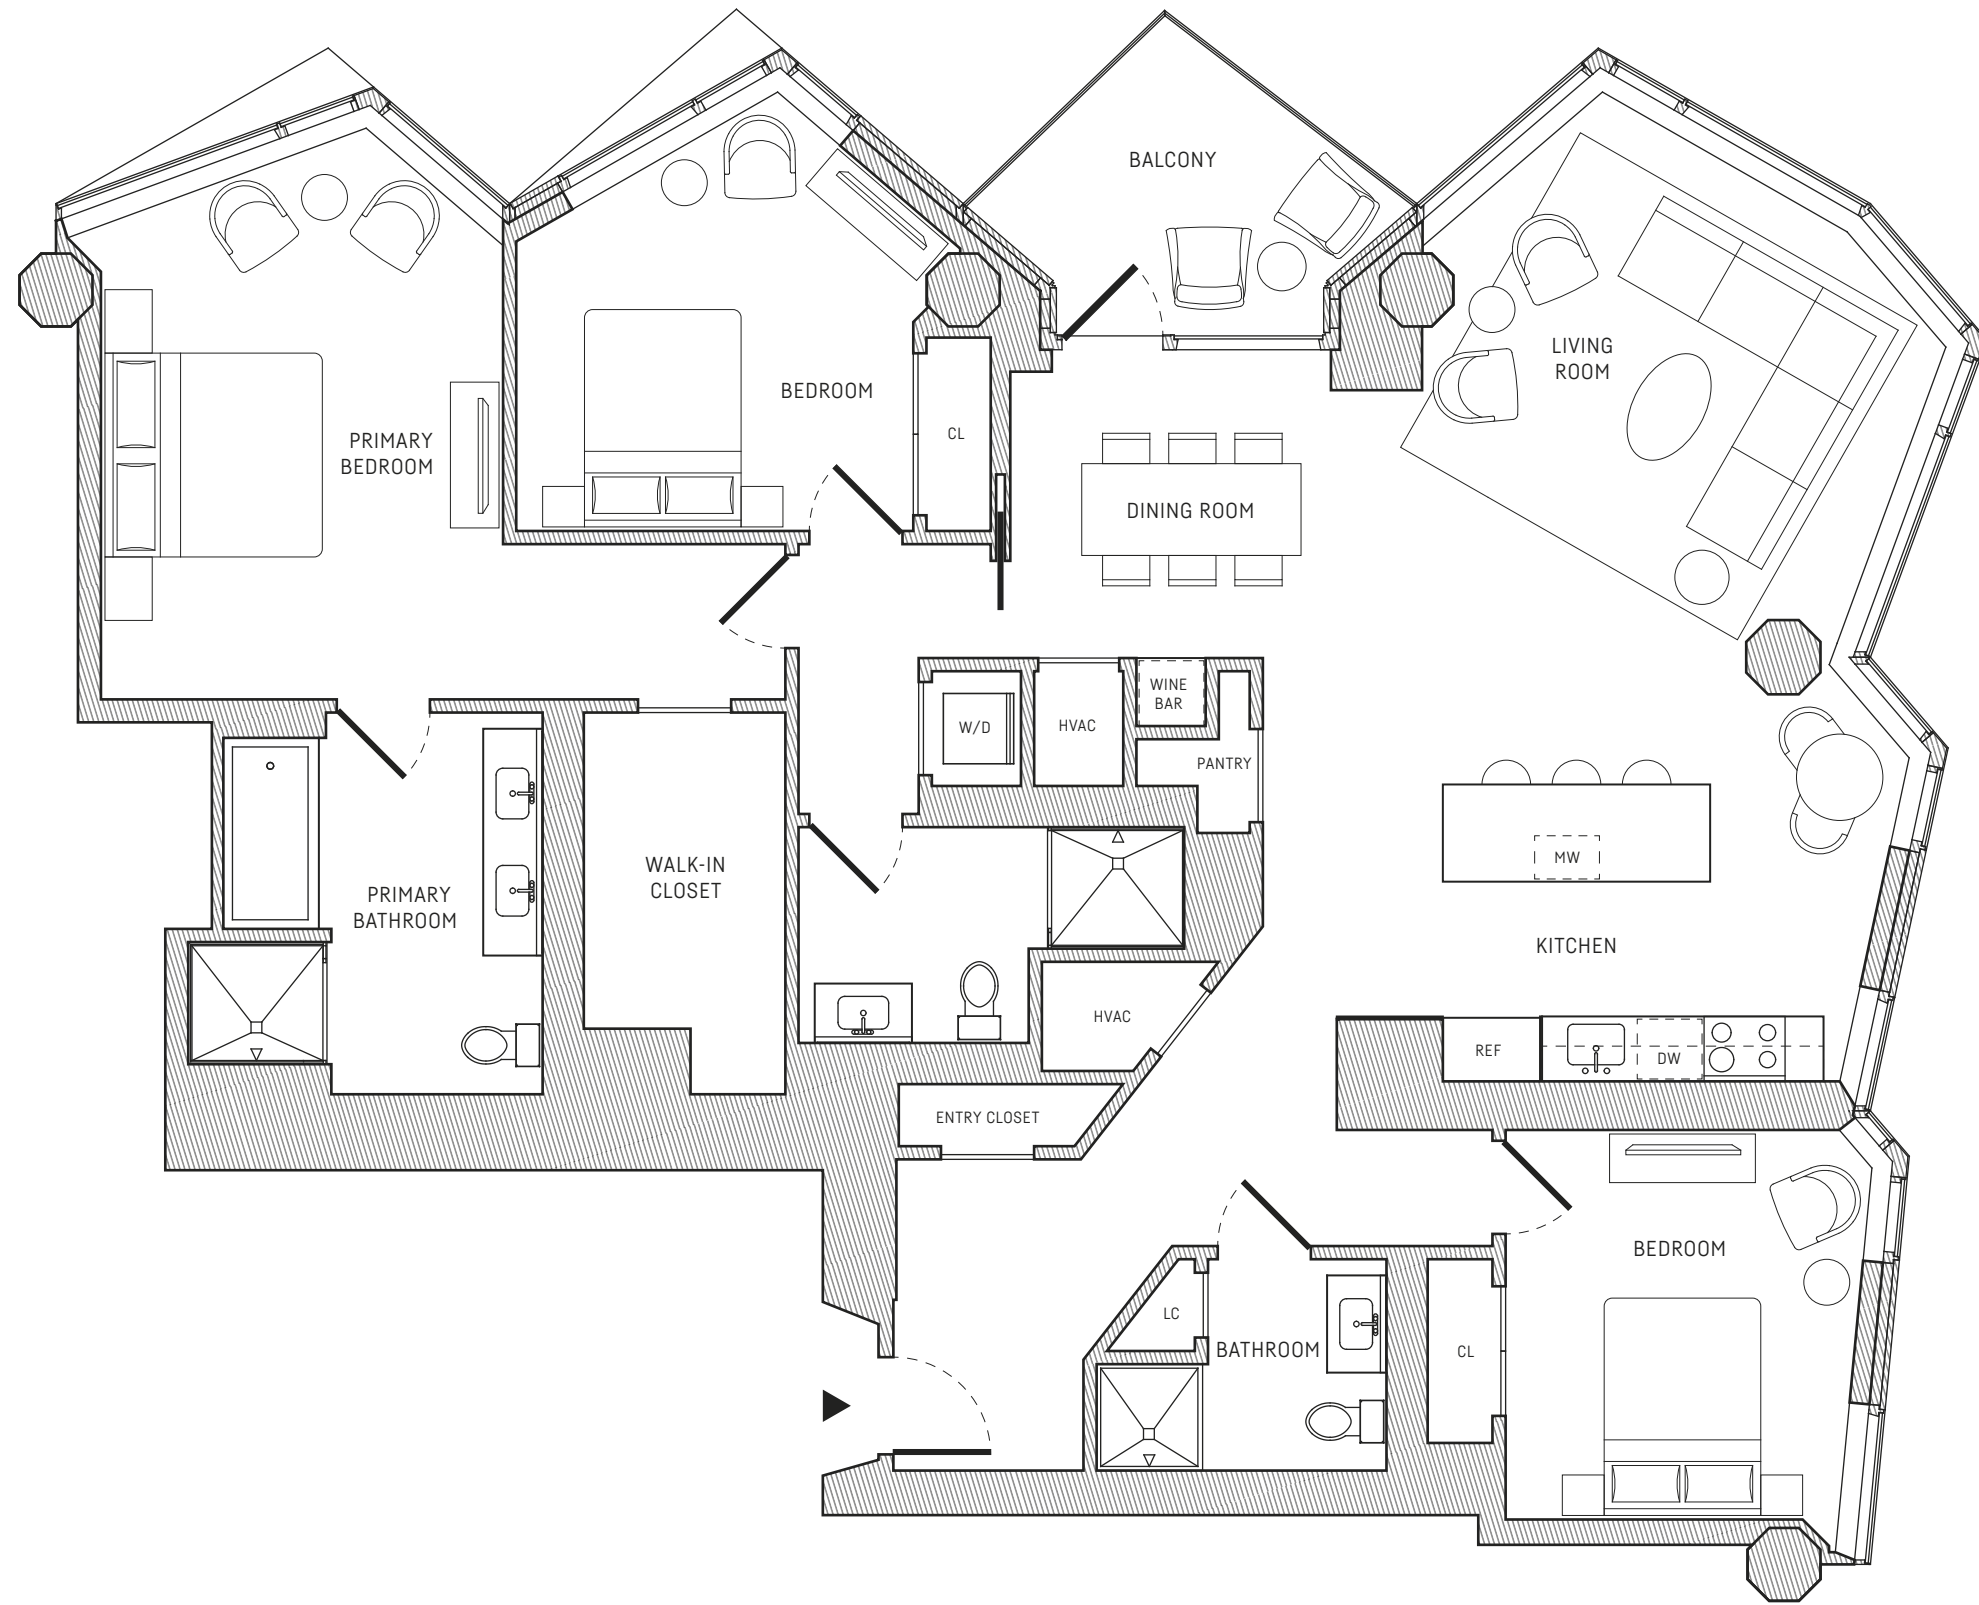 BALCONY
LIVING
ROOM
BEDROOM
PRIMARY
BEDROOM
CL
DINING ROOM
WINE
BAR
W/D
HVAC
PANTRY
WALK-IN
CLOSET
MW
PRIMARY
BATHROOM
KITCHEN
HVAC
REF
DW
ENTRY CLOSET
BEDROOM
LC
BATHROOM
CL